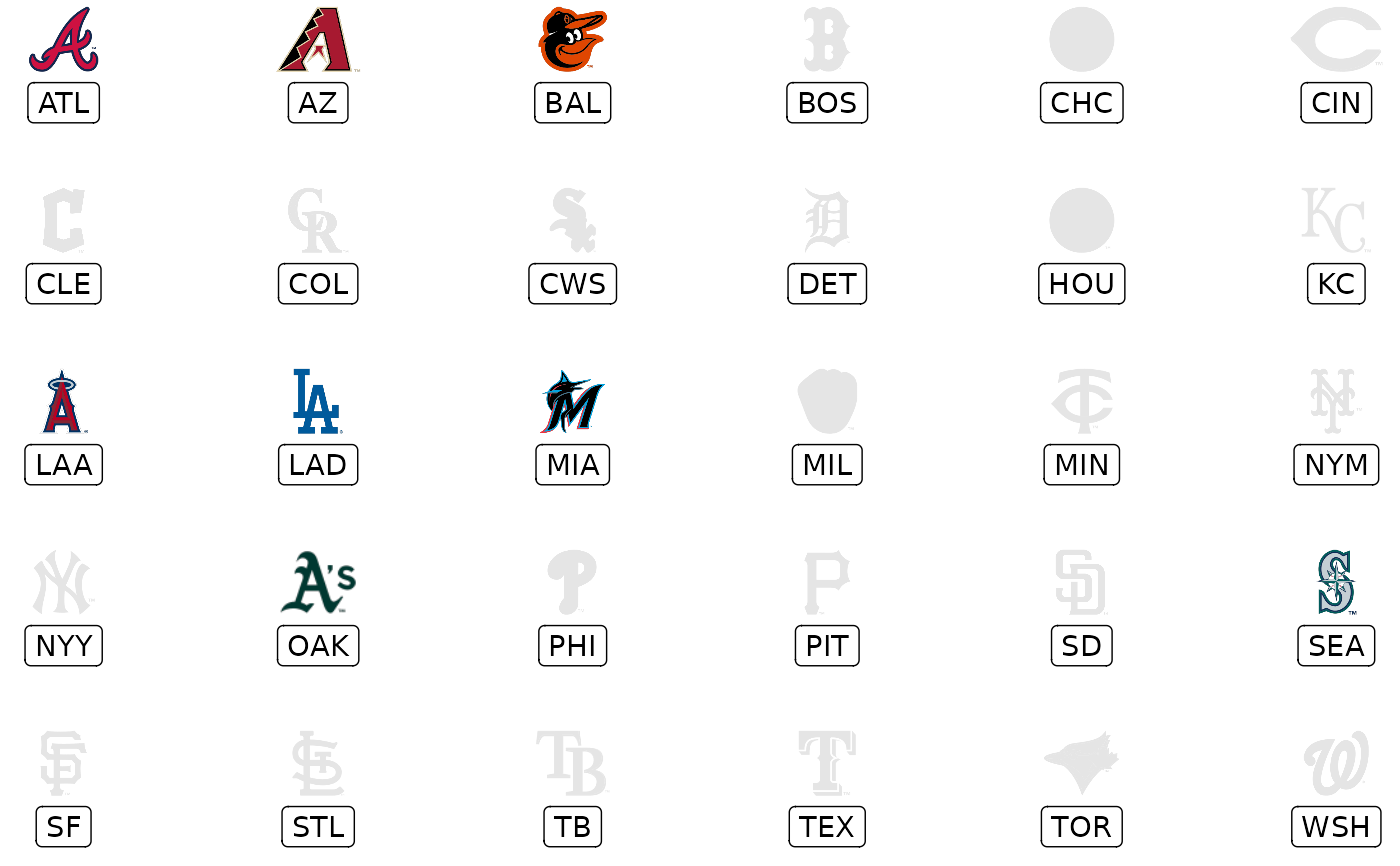 ATL AZ BAL BOS CHC CIN
CLE COL CWS DET HOU KC
LAA LAD MIA MIL MIN NYM
NYY OAK PHI PIT SD SEA
SF STL TB TEX TOR WSH